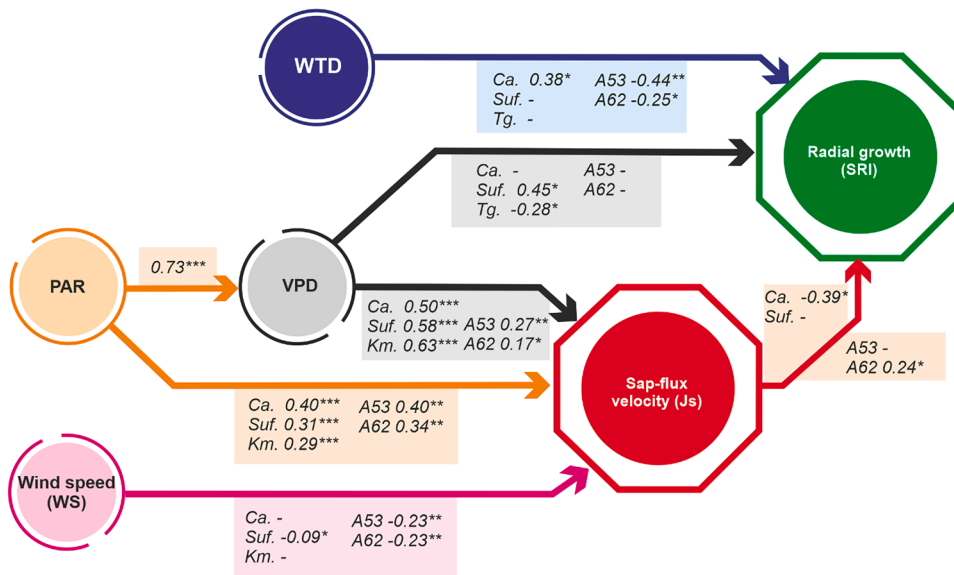 WTD
Ca. 0.38* A53 -0.44**
Suf. - A62 -0.25*
Tg. -
Radial growth
(SRI)
Ca. - A53 -
Suf. 0.45* A62 -
Tg. -0.28*
PAR
0.73***
VPD
Ca. 0.50***
Suf. 0.58*** A53 0.27**
Km. 0.63*** A62 0.17*
Ca. -0.39*
Suf. -
A53 -
A62 0.24*
Sap-flux
velocity (Js)
Ca. 0.40*** A53 0.40**
Suf. 0.31*** A62 0.34**
Km. 0.29***
Wind speed
(WS)
Ca. - A53 -0.23**
Suf. -0.09* A62 -0.23**
Km. -